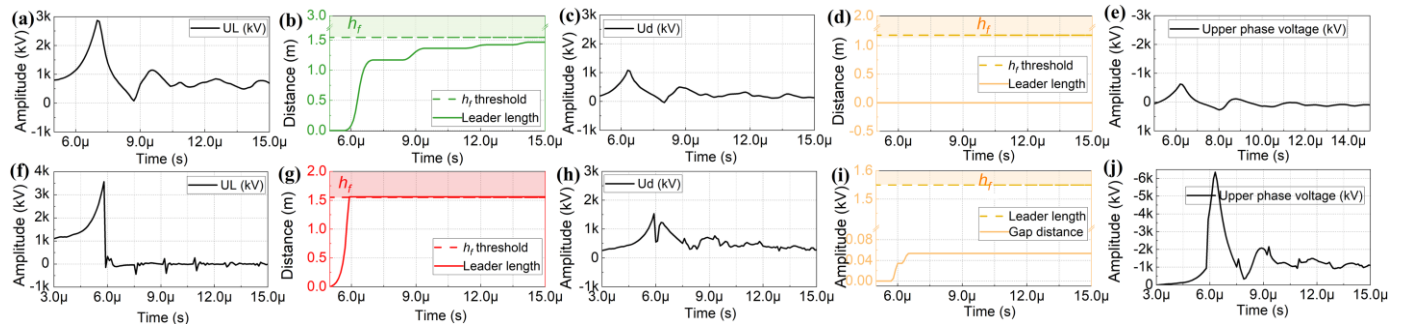 (a)
Amplitude (kV)
3k
2k
1k
0
-1k
UL (kV)
6.0µ
9.0µ
12.0µ
15.0µ
Time (s)
(b)
Distance (m)
3.0
1.5
1.0
0.5
0.0
hf
hf threshold
Leader length
6.0µ
9.0µ
12.0µ
15.0µ
Time (s)
(c)
Amplitude (kV)
3k
2k
1k
0
-1k
Ud (kV)
6.0µ
9.0µ
12.0µ
15.0µ
Time (s)
(d)
Distance (m)
2.0
1.0
0.5
0.0
-0.5
hf
hf threshold
Leader length
6.0µ
9.0µ
12.0µ
15.0µ
Time (s)
(e)
Amplitude (kV)
-3k
-2k
-1k
0
1k
Upper phase voltage (kV)
6.0µ
8.0µ
10.0µ
12.0µ
14.0µ
Time (s)
(f)
Amplitude (kV)
4k
3k
2k
1k
0
-1k
UL (kV)
3.0µ
6.0µ
9.0µ
12.0µ
15.0µ
Time (s)
(g)
Distance (m)
2.0
1.5
1.0
0.5
0.0
hf
hf threshold
Leader length
6.0µ
9.0µ
12.0µ
15.0µ
Time (s)
(h)
Amplitude (kV)
3k
2k
1k
0
-1k
Ud (kV)
3.0µ
6.0µ
9.0µ
12.0µ
15.0µ
Time (s)
(i)
Amplitude (kV)
1.6
1.5
0.08
0.04
0.00
hf
Leader length
Gap distance
6.0µ
9.0µ
12.0µ
15.0µ
Time (s)
(j)
Amplitude (kV)
-6k
-5k
-4k
-3k
-2k
-1k
0
Upper phase voltage (kV)
3.0µ
6.0µ
9.0µ
12.0µ
15.0µ
Time (s)